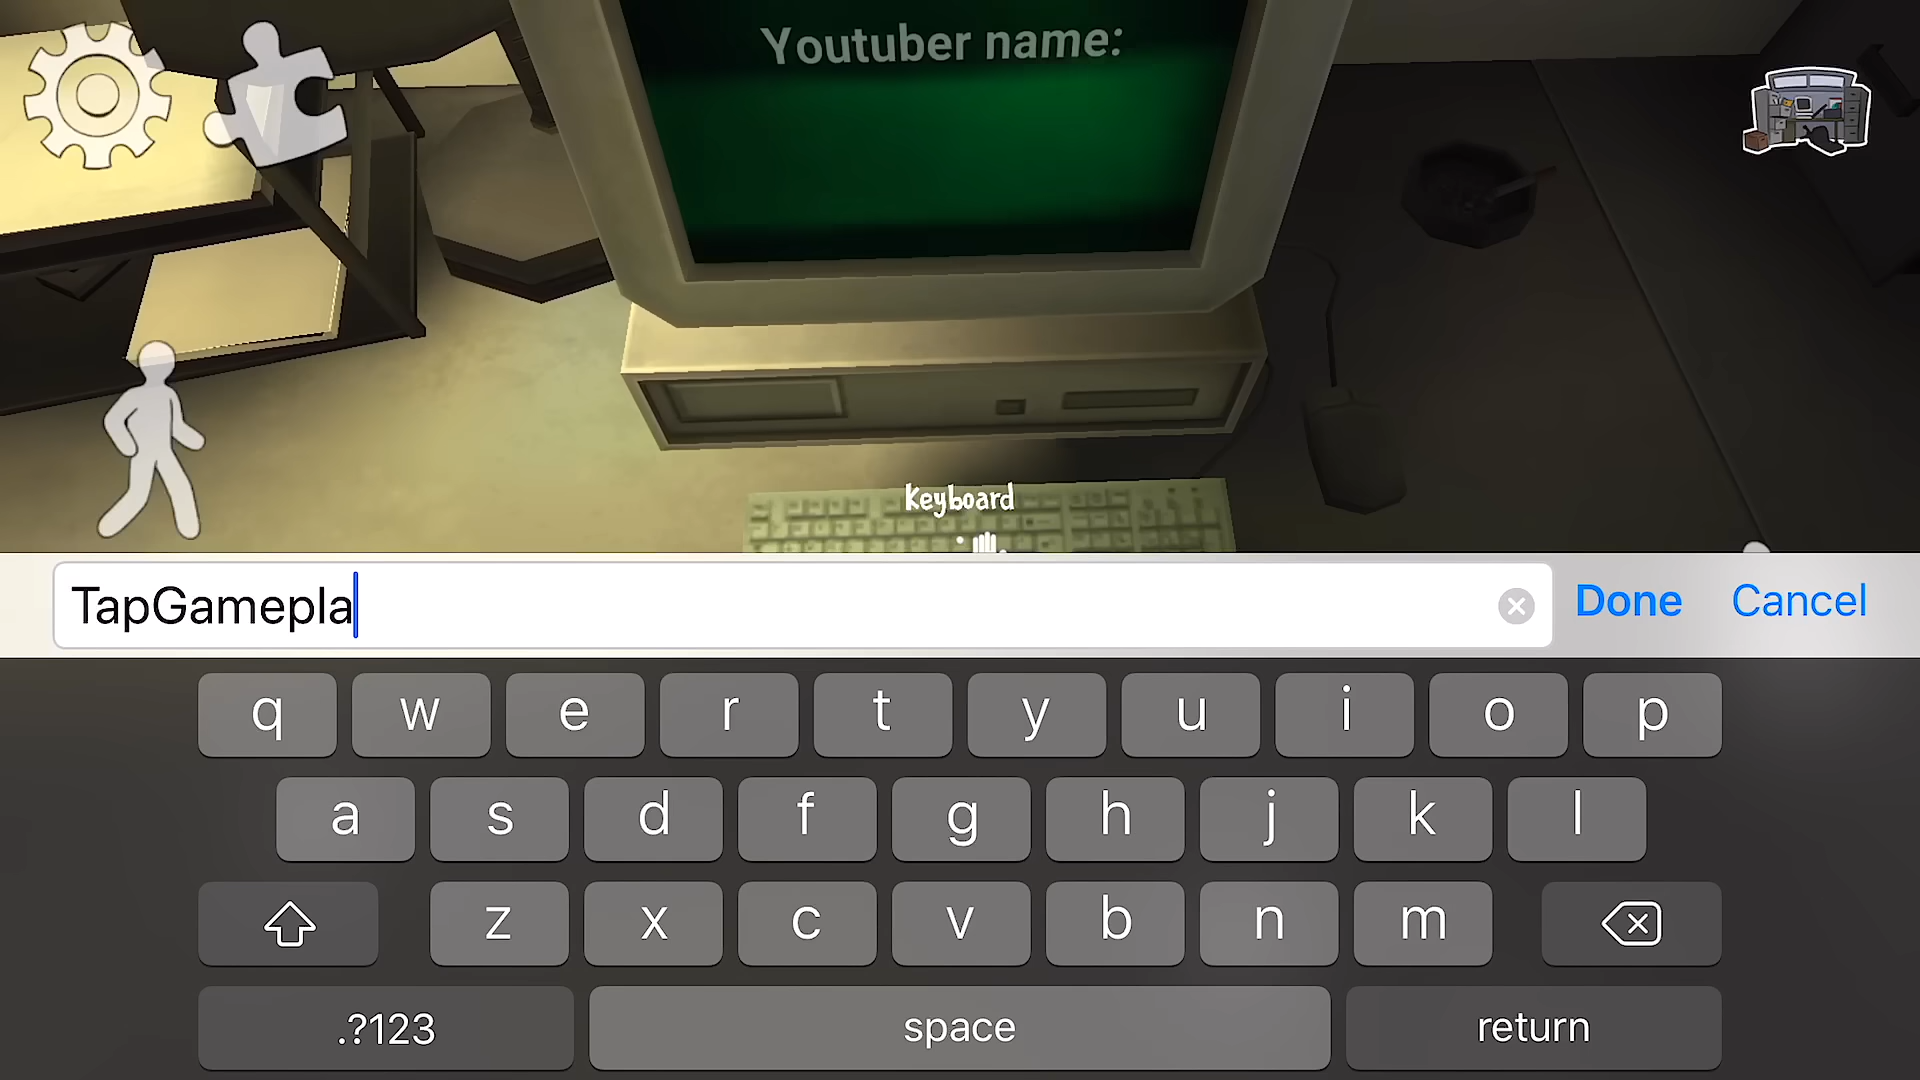 Youtuber name:
Keyboard
TapGamepla
Done
Cancel
q w e r t y u i o p
a s d f g h j k l
z x c v b n m
.?123
space
return